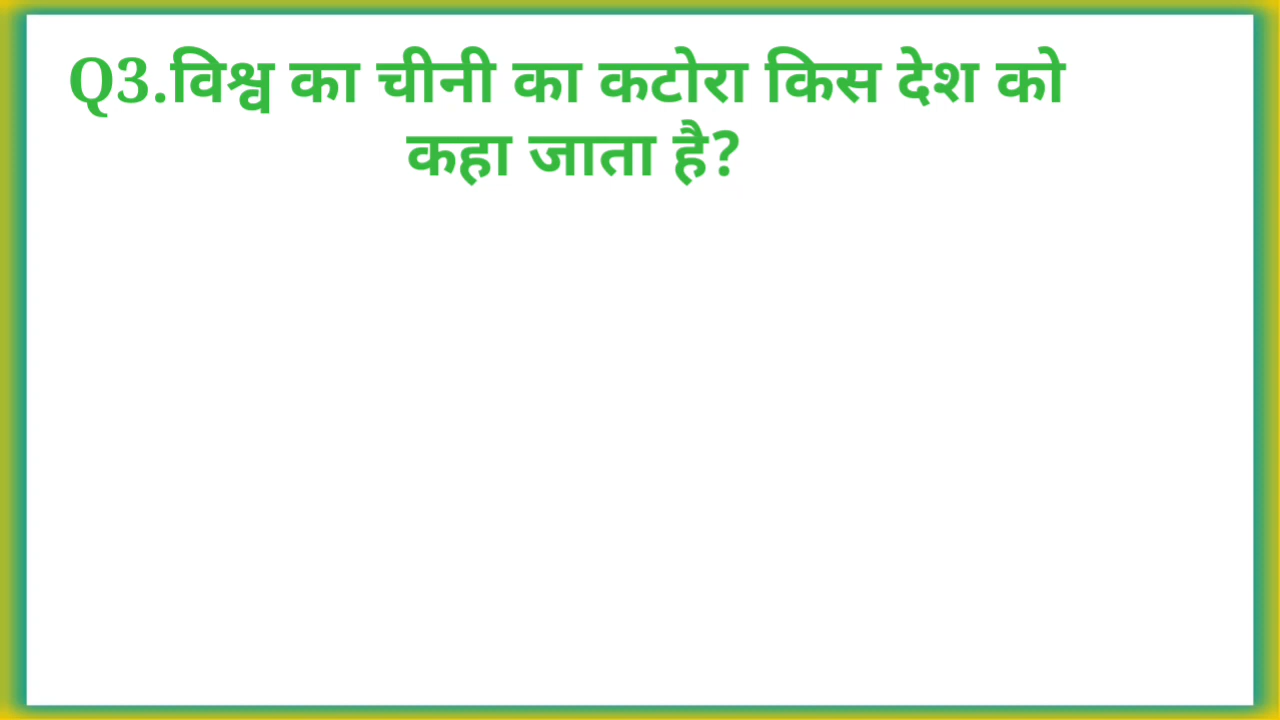 Q3.विश्व का चीनी का कटोरा किस देश को
कहा जाता है?